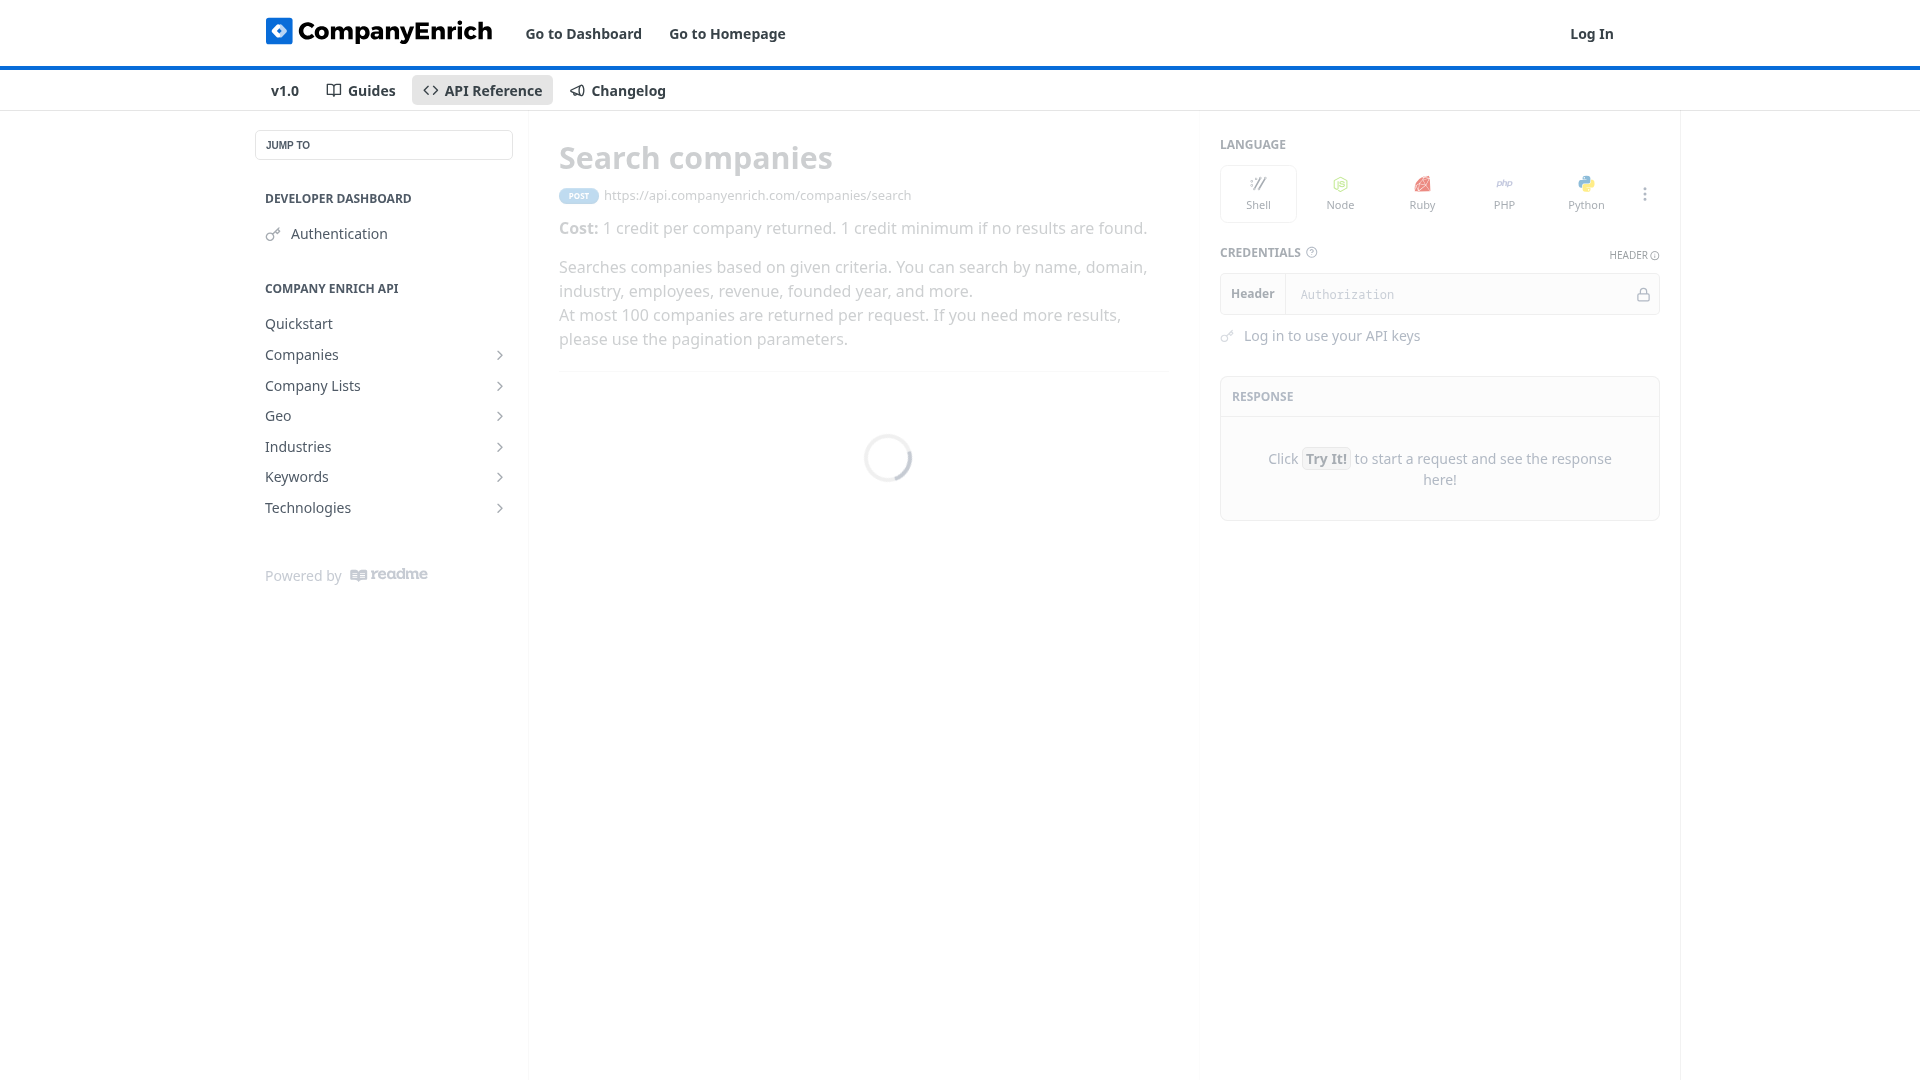 CompanyEnrich
Go to Dashboard
Go to Homepage
Log In
v1.0
Guides
API Reference
Changelog
JUMP TO
DEVELOPER DASHBOARD
Authentication
COMPANY ENRICH API
Quickstart
Companies
Company Lists
Geo
Industries
Keywords
Technologies
Powered by readme
Search companies
POST https://api.companyenrich.com/companies/search
Cost: 1 credit per company returned. 1 credit minimum if no results are found.
Searches companies based on given criteria. You can search by name, domain,
industry, employees, revenue, founded year, and more.
At most 100 companies are returned per request. If you need more results,
please use the pagination parameters.
LANGUAGE
Shell
Node
Ruby
php
PHP
Python
CREDENTIALS
HEADER
Header
Authorization
Log in to use your API keys
RESPONSE
Click Try It! to start a request and see the response
here!